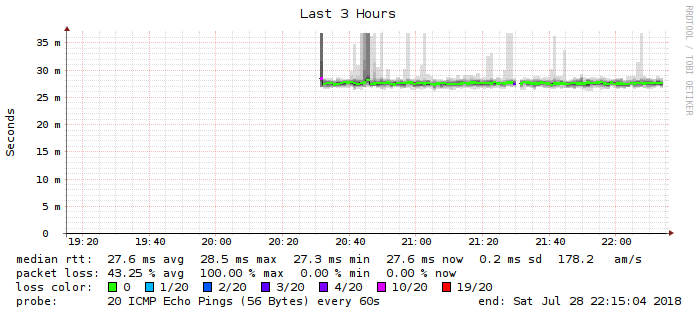 Last 3 Hours
RRDTOOL / TOBI OETIKER
Seconds
35 m
30 m
25 m
20 m
15 m
10 m
5 m
0
19:20 19:40 20:00 20:20 20:40 21:00 21:20 21:40 22:00
median rtt: 27.6 ms avg 28.5 ms max 27.3 ms min 27.6 ms now 0.2 ms sd 178.2 am/s
packet loss: 43.25 % avg 100.00 % max 0.00 % min 0.00 % now
loss color: 0 1/20 2/20 3/20 4/20 10/20 19/20
probe: 20 ICMP Echo Pings (56 Bytes) every 60s end: Sat Jul 28 22:15:04 2018